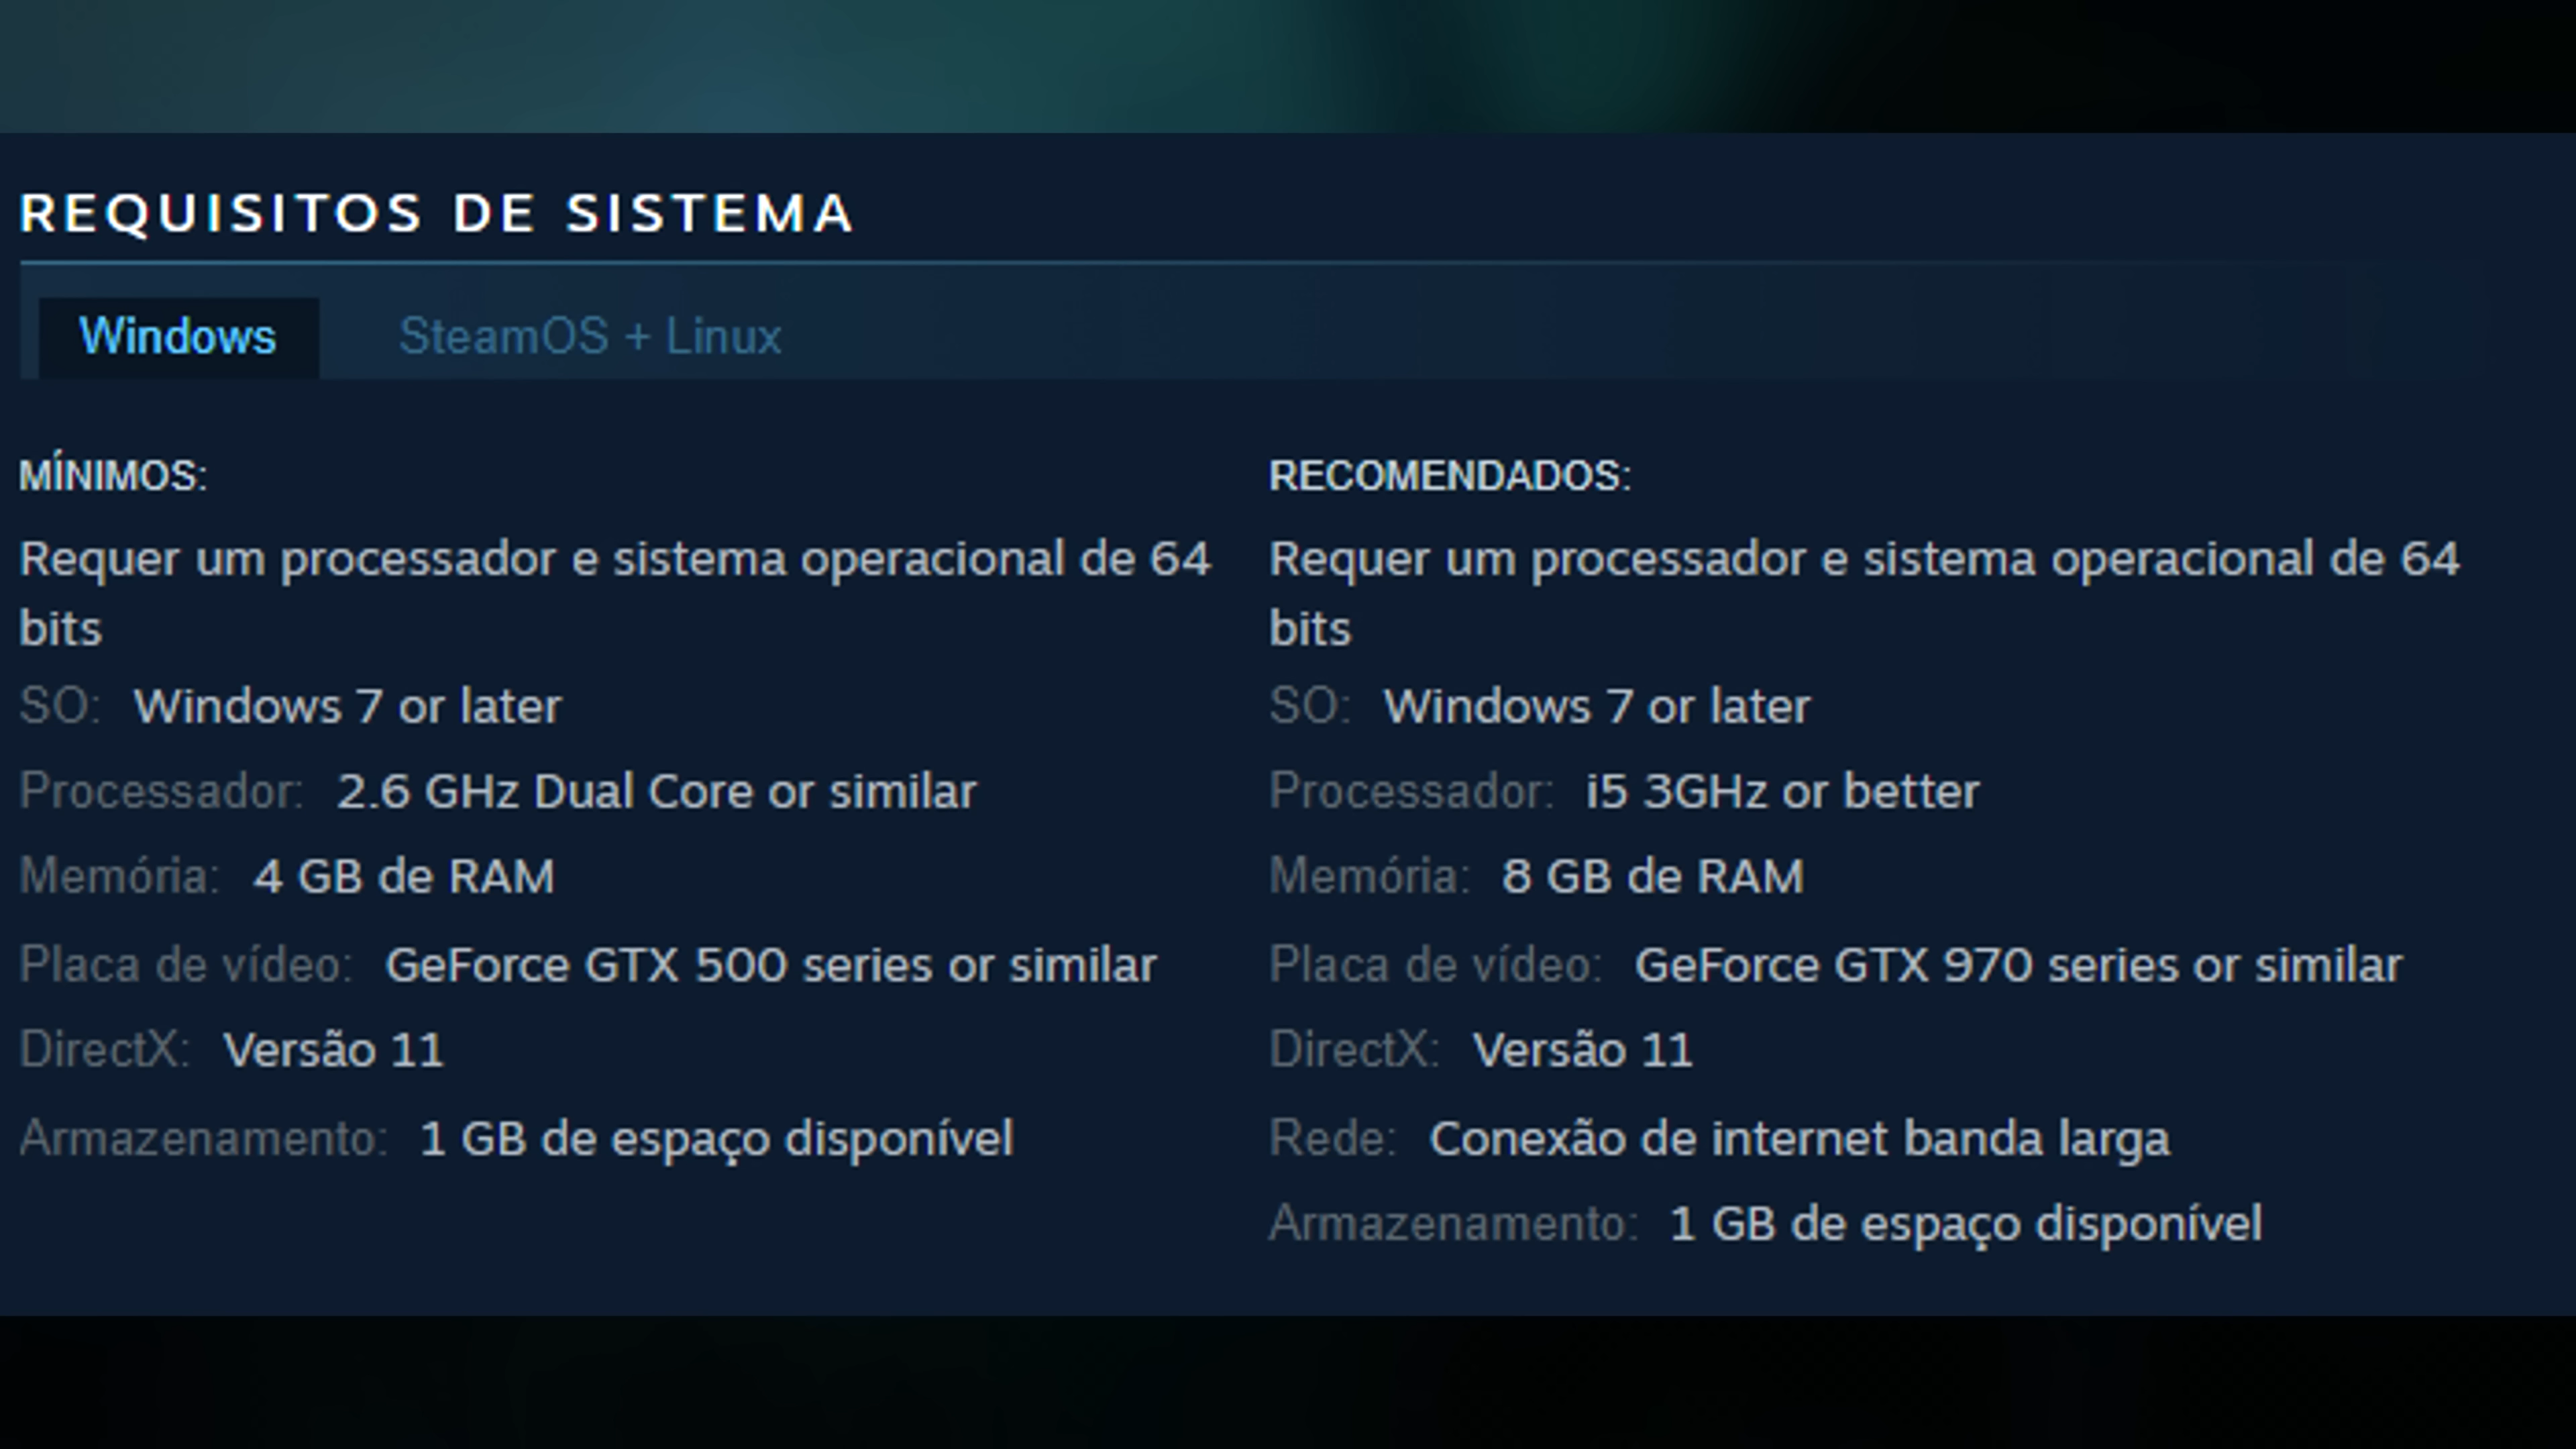 REQUISITOS DE SISTEMA
Windows
SteamOS + Linux
MÍNIMOS:
Requer um processador e sistema operacional de 64
bits
SO: Windows 7 or later
Processador: 2.6 GHz Dual Core or similar
Memória: 4 GB de RAM
Placa de vídeo: GeForce GTX 500 series or similar
DirectX: Versão 11
Armazenamento: 1 GB de espaço disponível
RECOMENDADOS:
Requer um processador e sistema operacional de 64
bits
SO: Windows 7 or later
Processador: i5 3GHz or better
Memória: 8 GB de RAM
Placa de vídeo: GeForce GTX 970 series or similar
DirectX: Versão 11
Rede: Conexão de internet banda larga
Armazenamento: 1 GB de espaço disponível